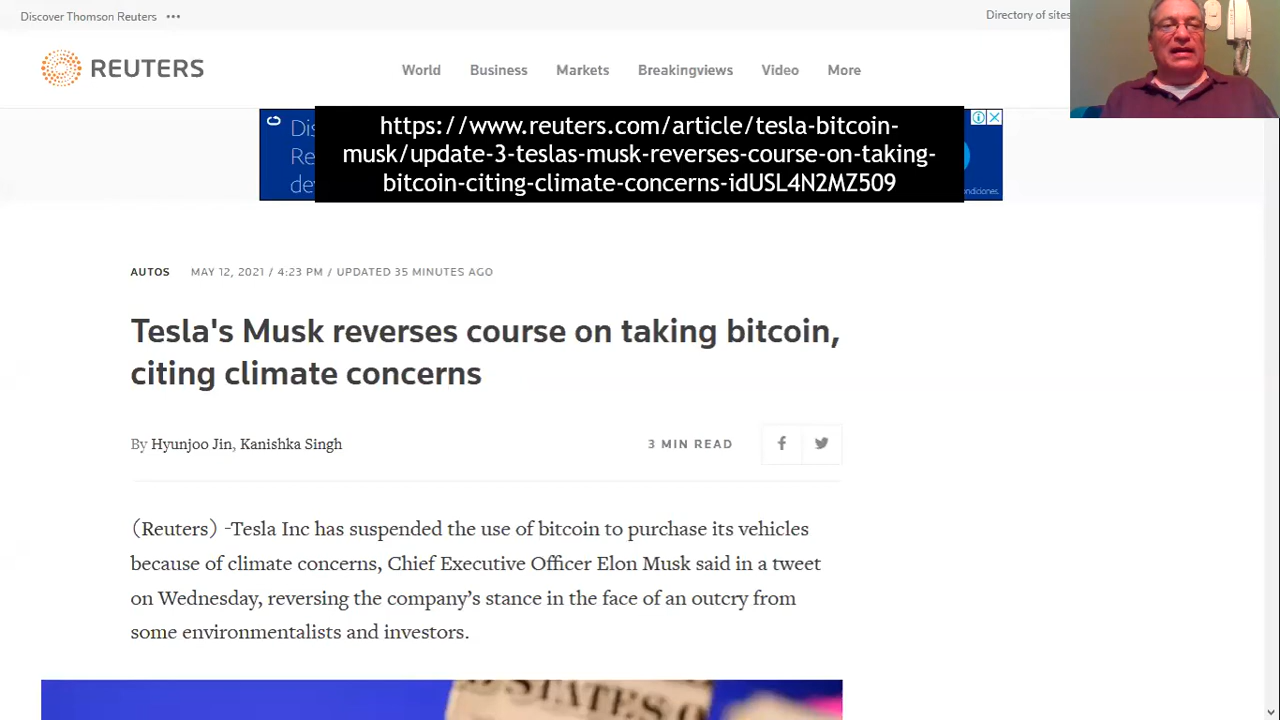 Discover Thomson Reuters •••
Directory of sites
REUTERS
World Business Markets Breakingviews Video More
https://www.reuters.com/article/tesla-bitcoin-
musk/update-3-teslas-musk-reverses-course-on-taking-
bitcoin-citing-climate-concerns-idUSL4N2MZ509
AUTOS MAY 12, 2021 / 4:23 PM / UPDATED 35 MINUTES AGO
Tesla's Musk reverses course on taking bitcoin,
citing climate concerns
By Hyunjoo Jin, Kanishka Singh
3 MIN READ
(Reuters) -Tesla Inc has suspended the use of bitcoin to purchase its vehicles
because of climate concerns, Chief Executive Officer Elon Musk said in a tweet
on Wednesday, reversing the company’s stance in the face of an outcry from
some environmentalists and investors.
STATES